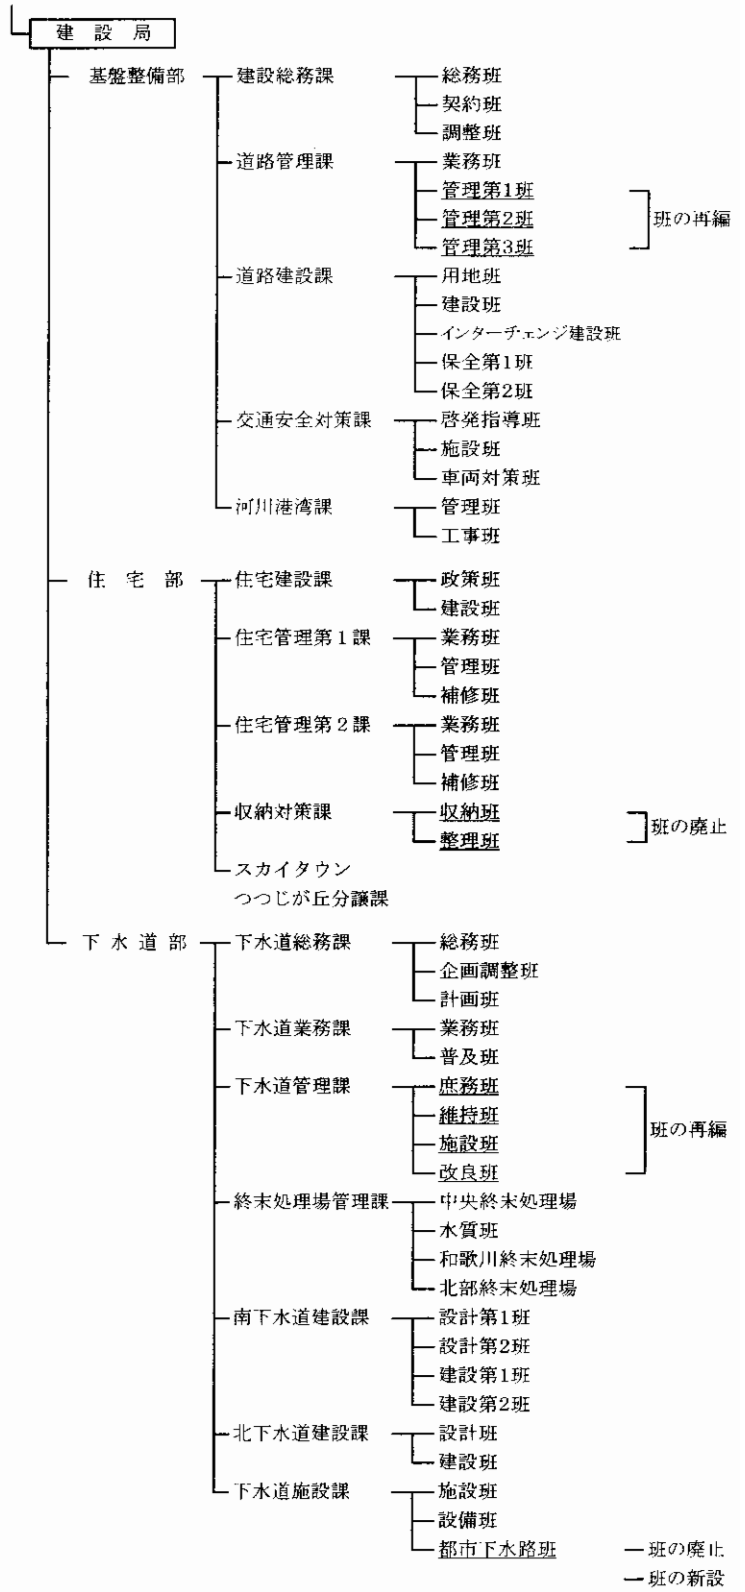 建設局
基盤整備部 建設総務課 総務班
契約班
調整班
道路管理課 業務班
管理第1班
管理第2班 班の再編
管理第3班
道路建設課 用地班
建設班
インターチェンジ建設班
保全第1班
保全第2班
交通安全対策課 啓発指導班
施設班
車両対策班
河川港湾課 管理班
工事班
住宅部 住宅建設課 政策班
建設班
住宅管理第1課 業務班
管理班
補修班
住宅管理第2課 業務班
管理班
補修班
収納対策課 収納班
班の廃止
整理班
スカイタウン
つつじが丘分譲課
下水道部 下水道総務課 総務班
企画調整班
計画班
下水道業務課 業務班
普及班
下水道管理課 庶務班
維持班
班の再編
施設班
改良班
終末処理場管理課 中央終末処理場
水質班
和歌川終末処理場
北部終末処理場
南下水道建設課 設計第1班
設計第2班
建設第1班
建設第2班
北下水道建設課 設計班
建設班
下水道施設課 施設班
設備班
都市下水路班 班の廃止
班の新設